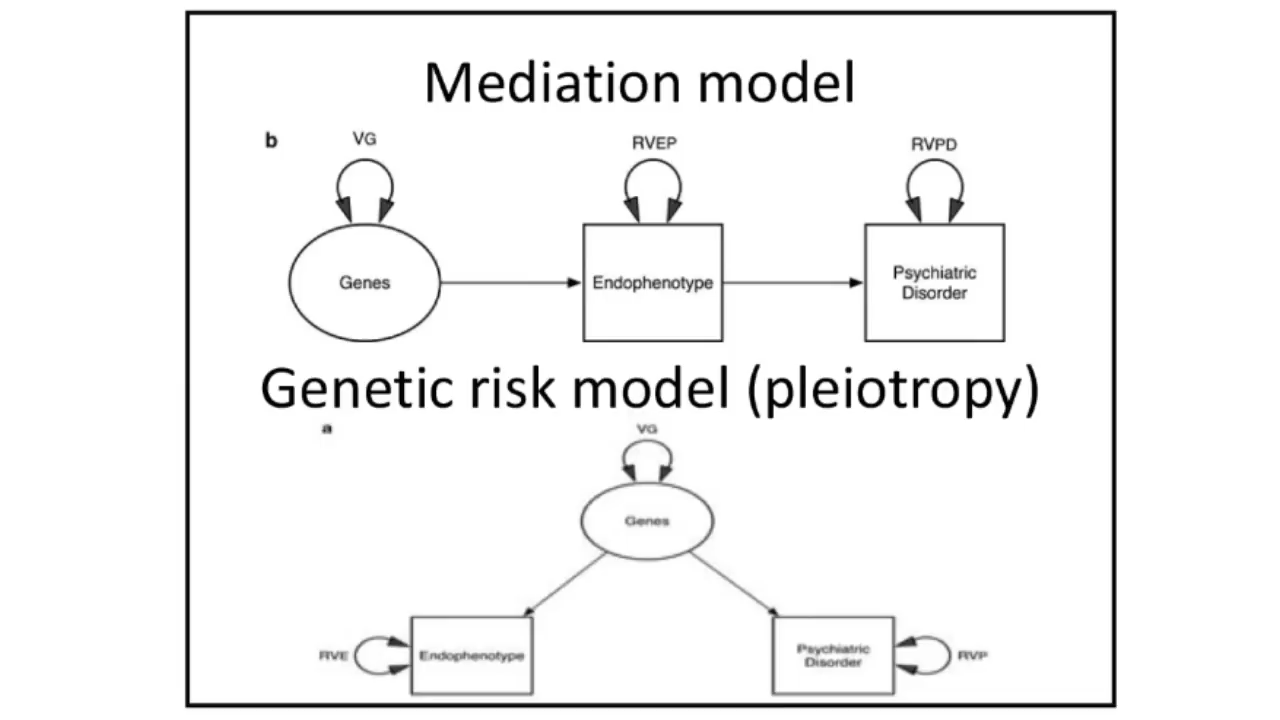 Mediation model
b
VG
RVEP
RVPD
Genes
Endophenotype
Psychiatric
Disorder
Genetic risk model (pleiotropy)
a
VG
Genes
RVE
Endophenotype
Psychiatric
Disorder
RVP